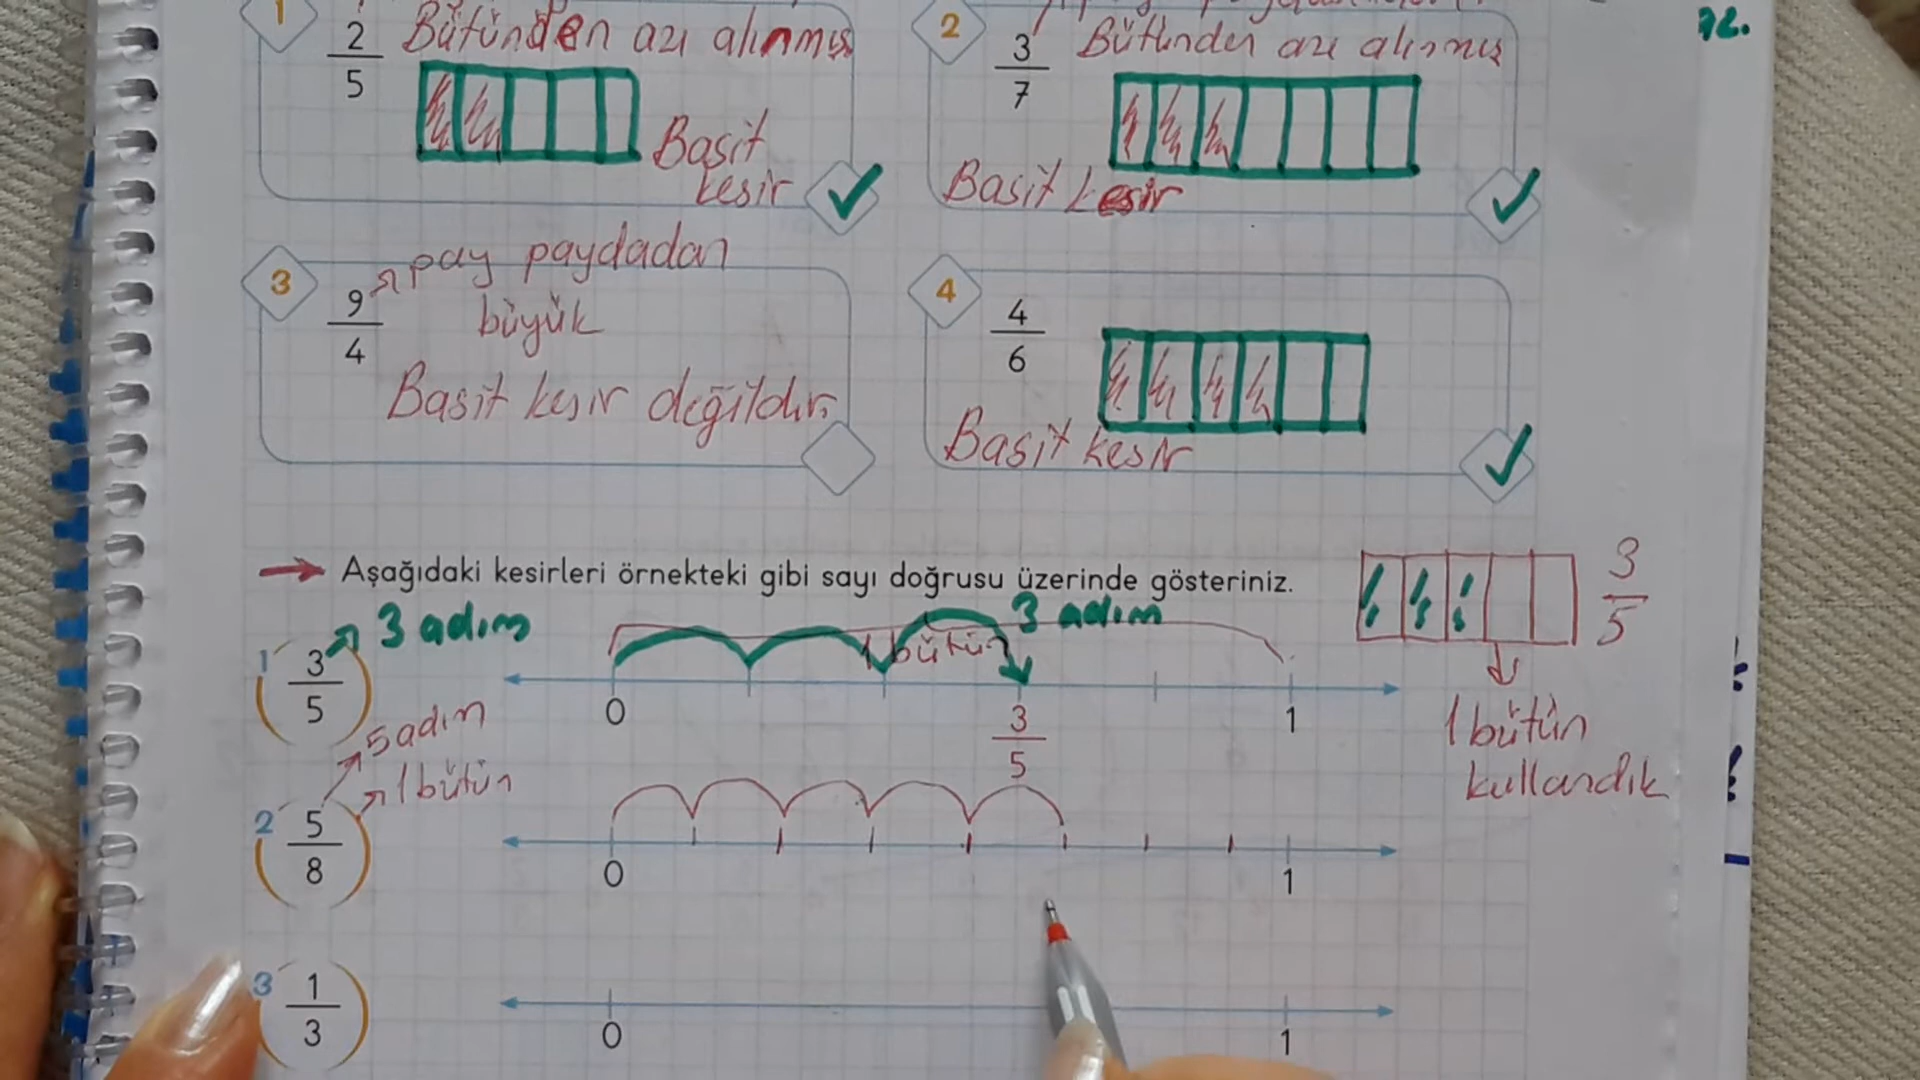 1
2
5
Bütünden azı alınmış
Basit
kesir
2
3
7
Bütünden azı alınmış
Basit kesir
72.
3
9
4
pay paydadan
büyük
Basit kesir değildir.
4
4
6
Basit kesir
Aşağıdaki kesirleri örnekteki gibi sayı doğrusu üzerinde gösteriniz.
3
5
1 bütün
kullandık
1
3
5
3 adım
1 bütün
3 adım
0
3
5
1
2
5
8
5 adım
1 bütün
0
1
3
1
3
0
1